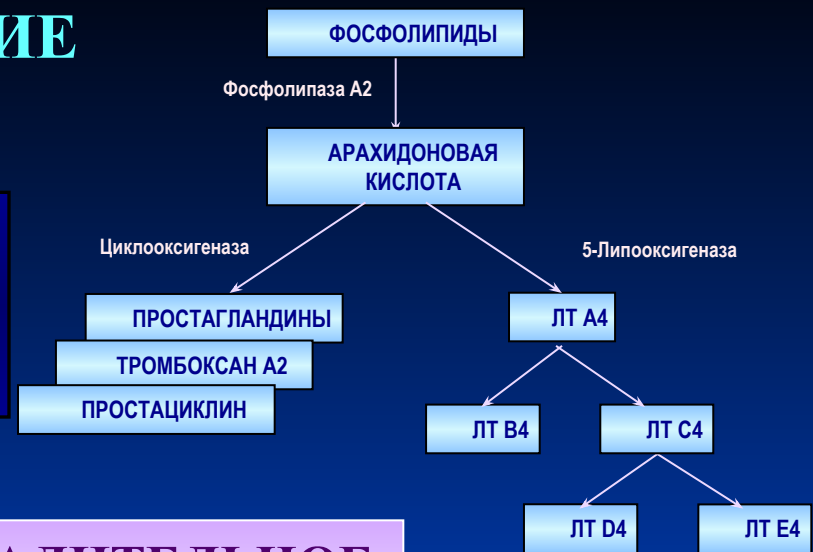 ИЕ
ФОСФОЛИПИДЫ
Фосфолипаза А2
АРАХИДОНОВАЯ
КИСЛОТА
Циклооксигеназа
5-Липооксигеназа
ПРОСТАГЛАНДИНЫ
ЛТ А4
ТРОМБОКСАН А2
ПРОСТАЦИКЛИН
ЛТ В4
ЛТ С4
ЛТ D4
ЛТ Е4